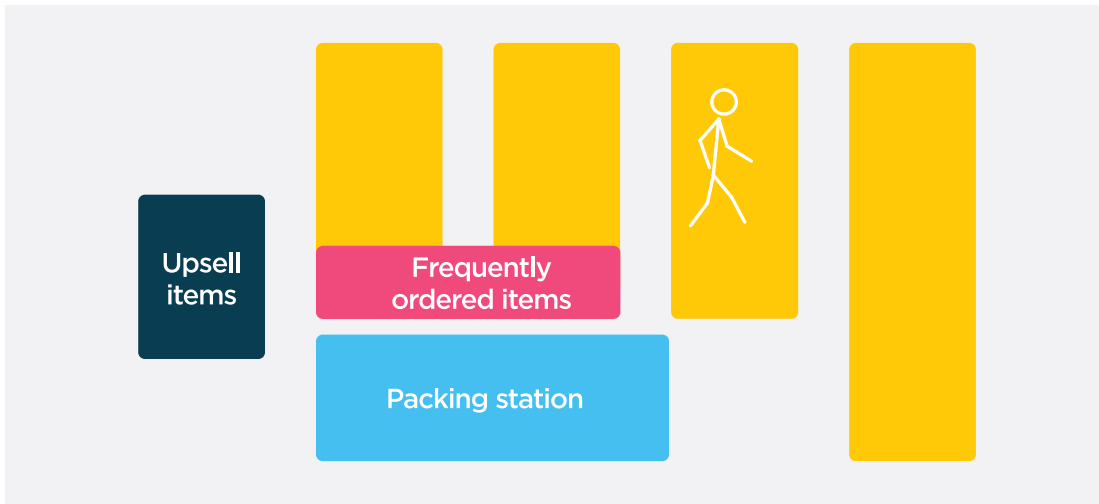 Upsell
items
Frequently
ordered items
Packing station